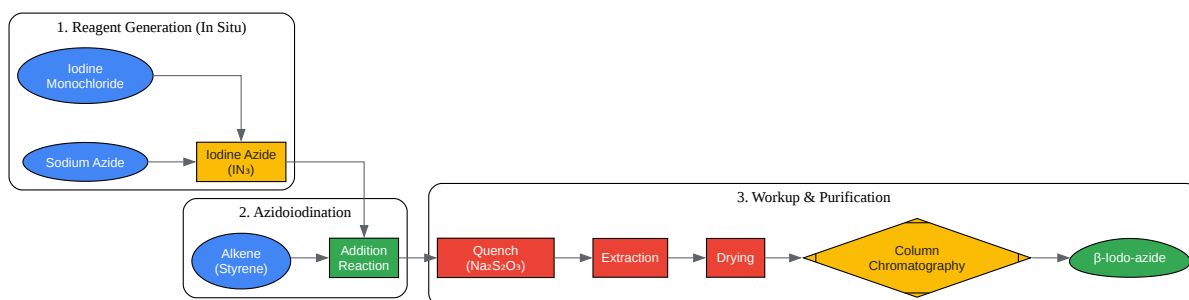 1. Reagent Generation (In Situ)
Iodine
Monochloride
Sodium Azide
Iodine Azide
(IN₃)
2. Azidoiodination
Alkene
(Styrene)
Addition
Reaction
3. Workup & Purification
Quench
(Na₂S₂O₃)
Extraction
Drying
Column
Chromatography
β-Iodo-azide